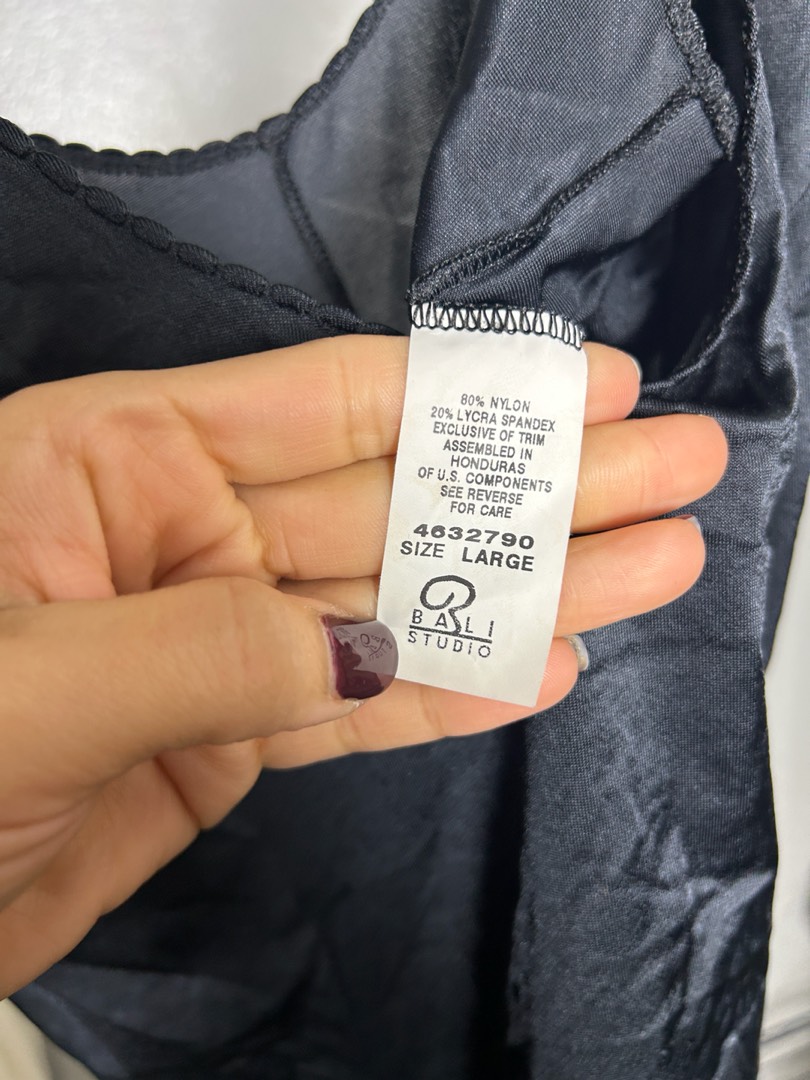 80% NYLON
20% LYCRA SPANDEX
EXCLUSIVE OF TRIM
ASSEMBLED IN
HONDURAS
OF U.S. COMPONENTS
SEE REVERSE
FOR CARE
4632790
SIZE LARGE
BALI
STUDIO